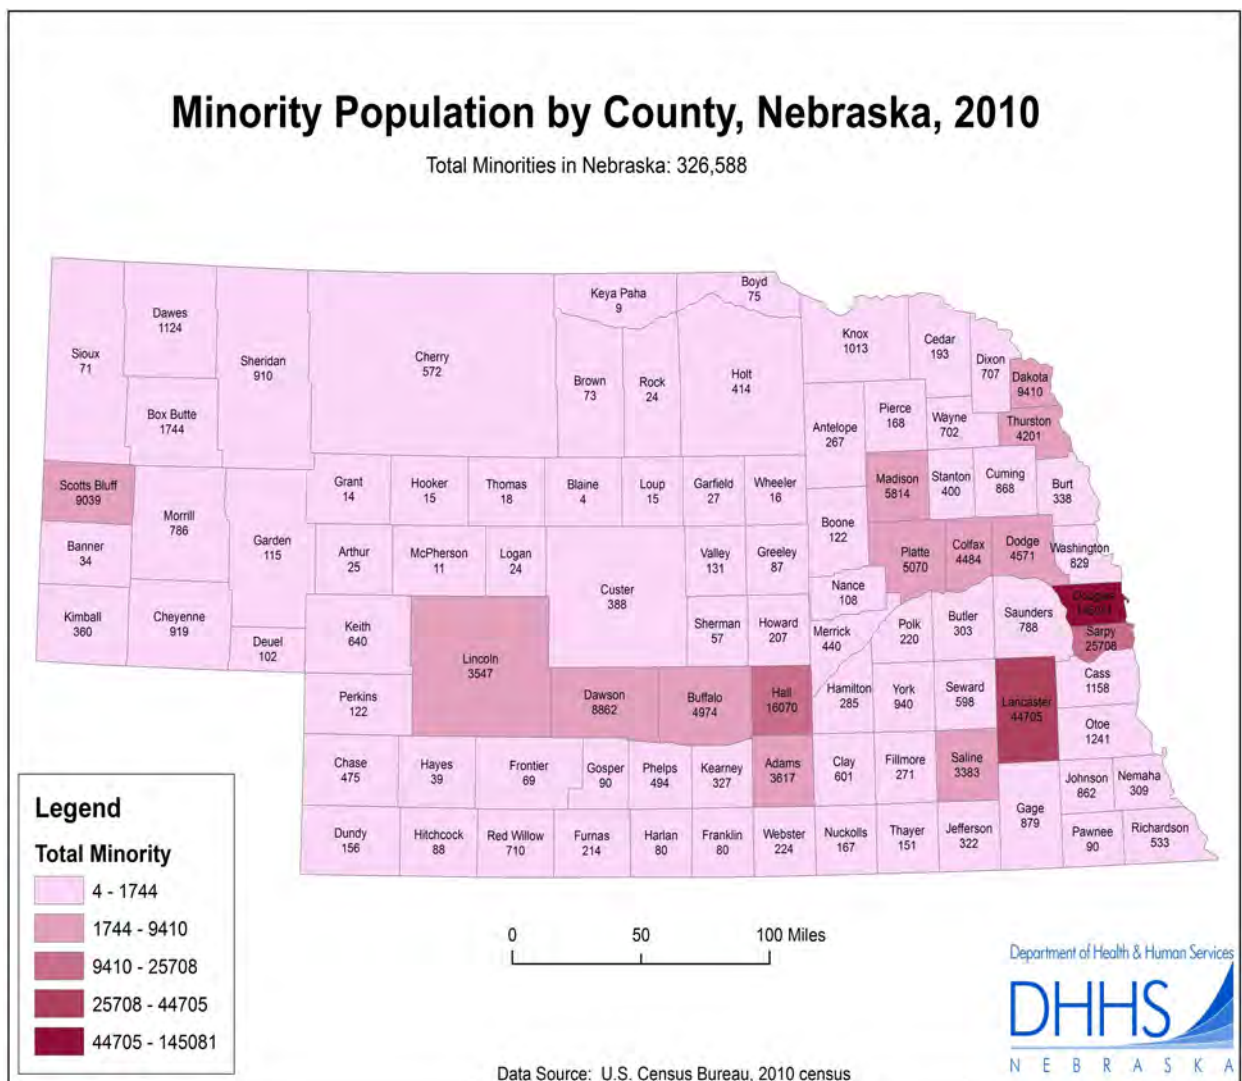 Minority Population by County, Nebraska, 2010
Total Minorities in Nebraska: 326,588
Boyd
75
Keya Paha
9
Dawes
1124
Knox
1013
Cedar
193
Sioux
71
Sheridan
910
Cherry
572
Dixon
707
Holt
414
Brown
73
Rock
24
Dakota
9410
Box Butte
1744
Pierce
168
Wayne
702
Thurston
4201
Antelope
267
Scotts Bluff
9039
Grant
14
Hooker
15
Thomas
18
Blaine
4
Loup
15
Garfield
27
Wheeler
16
Madison
5814
Stanton
400
Cuming
868
Burt
338
Morrill
786
Boone
122
Garden
115
Banner
34
Arthur
25
McPherson
11
Logan
24
Valley
131
Greeley
87
Platte
5070
Colfax
4484
Dodge
4571
Washington
829
Custer
388
Nance
108
Douglas
Kimball
360
Cheyenne
919
Keith
640
Sherman
57
Howard
207
Merrick
440
Polk
220
Butler
303
Saunders
788
Sarpy
25708
Deuel
102
Lincoln
3547
Perkins
122
Dawson
8862
Buffalo
4974
Hall
16070
Hamilton
285
York
940
Seward
598
Lancaster
44705
Cass
1158
Otoe
1241
Chase
475
Hayes
39
Frontier
69
Gosper
90
Phelps
494
Kearney
327
Adams
3617
Clay
601
Fillmore
271
Saline
3383
Johnson
862
Nemaha
309
Gage
879
Dundy
156
Hitchcock
88
Red Willow
710
Furnas
214
Harlan
80
Franklin
80
Webster
224
Nuckolls
167
Thayer
151
Jefferson
322
Pawnee
90
Richardson
533
Legend
Total Minority
4 - 1744
1744 - 9410
9410 - 25708
25708 - 44705
44705 - 145081
0 50 100 Miles
Department of Health & Human Services
DHHS
NEBRASKA
Data Source: U.S. Census Bureau, 2010 census